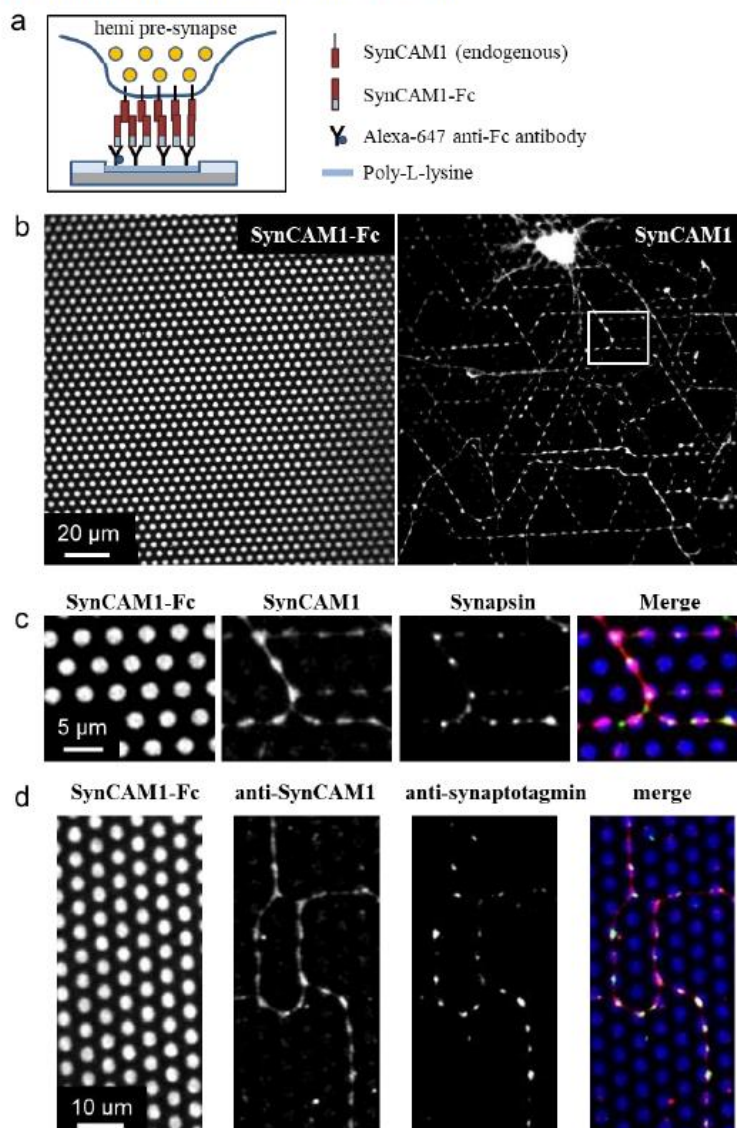 a
hemi pre-synapse
SynCAM1 (endogenous)
SynCAM1-Fc
Alexa-647 anti-Fc antibody
Poly-L-lysine
b
SynCAM1-Fc
SynCAM1
20 µm
SynCAM1-Fc SynCAM1 Synapsin Merge
c
5 µm
d
SynCAM1-Fc anti-SynCAM1 anti-synaptotagmin merge
10 µm